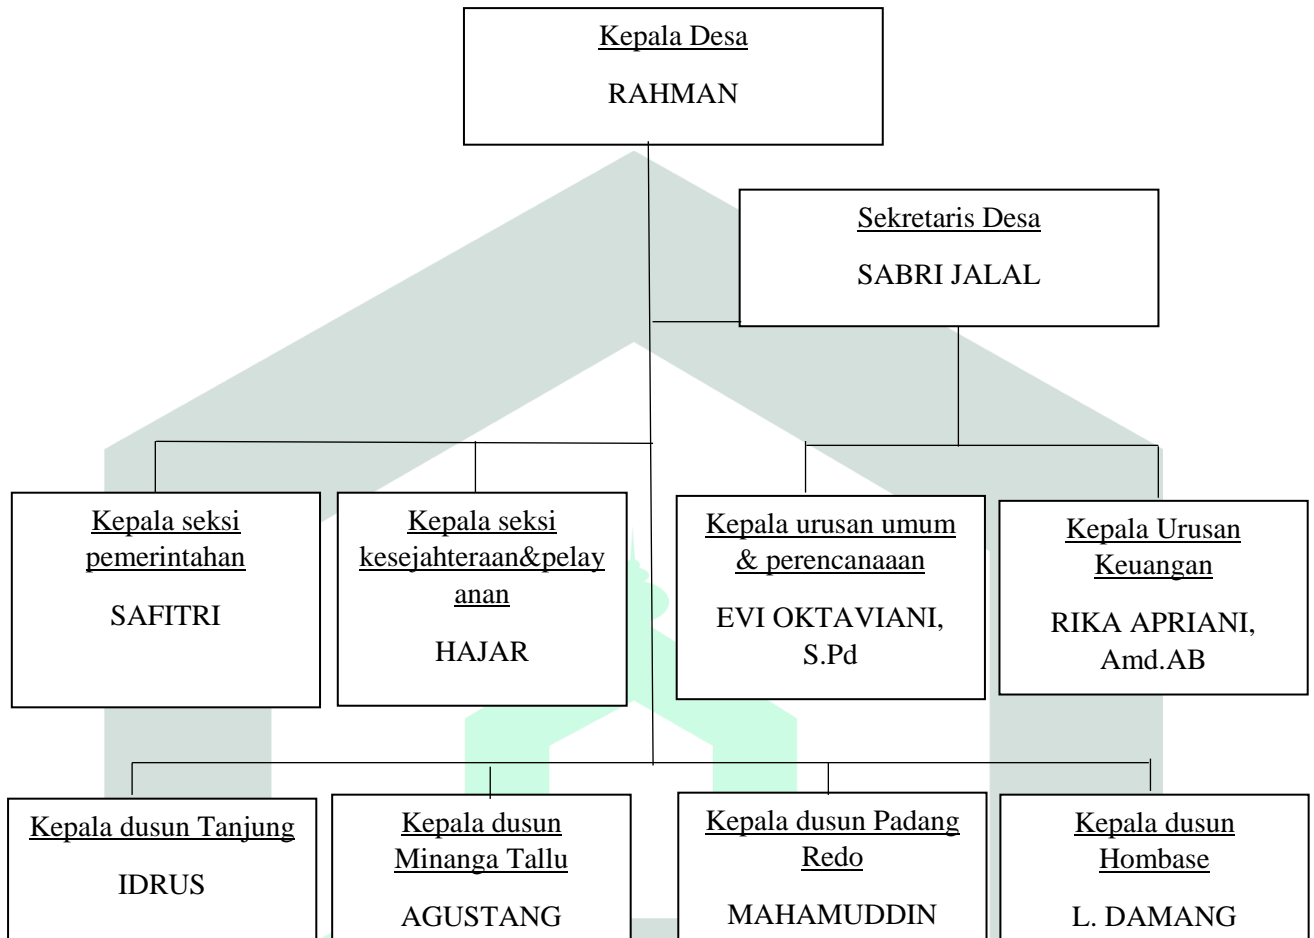 Kepala Desa
RAHMAN
Sekretaris Desa
SABRI JALAL
Kepala seksi
pemerintahan
SAFITRI
Kepala seksi
kesejahteraan&pelay
anan
HAJAR
Kepala urusan umum
& perencanaaan
EVI OKTAVIANI,
S.Pd
Kepala Urusan
Keuangan
RIKA APRIANI,
Amd.AB
Kepala dusun Tanjung
IDRUS
Kepala dusun
Minanga Tallu
AGUSTANG
Kepala dusun Padang
Redo
MAHAMUDDIN
Kepala dusun
Hombase
L. DAMANG